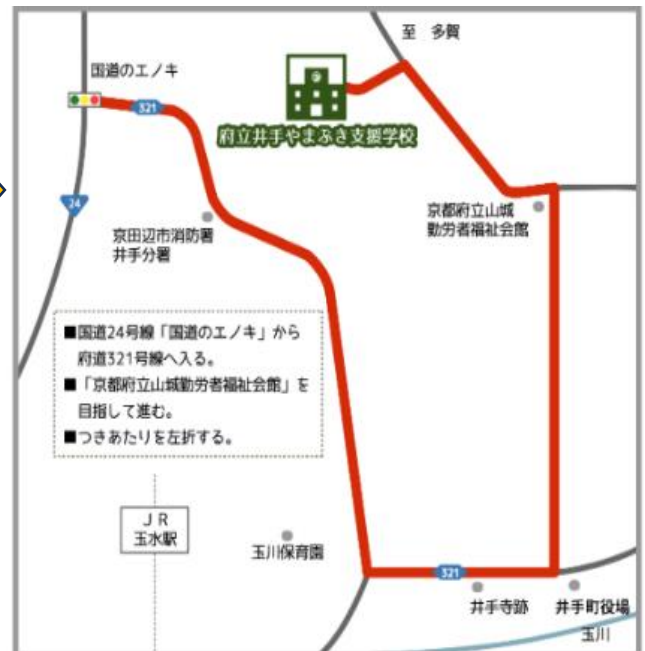 至　多賀
国道のエノキ
321
府立井手やまぶき支援学校
24
京田辺市消防署
井手分署
京都府立山城
勤労者福祉会館
■国道24号線「国道のエノキ」から
府道321号線へ入る。
■「京都府立山城勤労者福祉会館」を
目指して進む。
■つきあたりを左折する。
ＪＲ
玉水駅
玉川保育園
321
井手寺跡
井手町役場
玉川